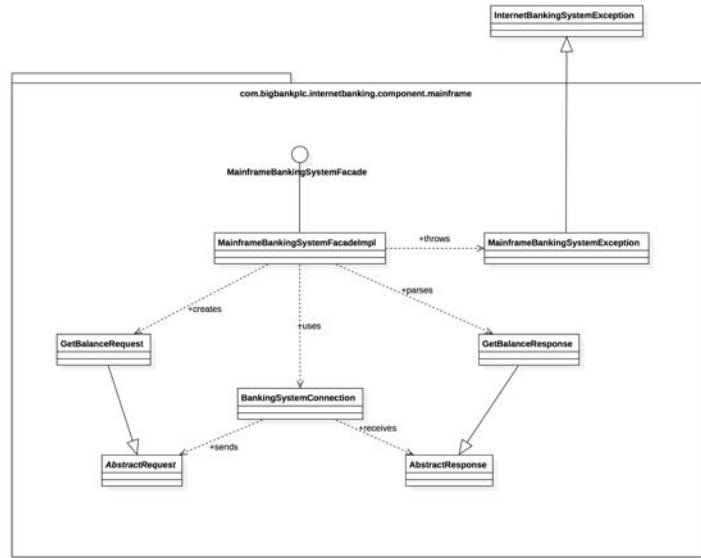 InternetBankingSystemException
com.bigbankplc.internetbanking.component.mainframe
MainframeBankingSystemFacade
MainframeBankingSystemFacadeImpl
+throws
MainframeBankingSystemException
+creates
+uses
+parses
GetBalanceRequest
GetBalanceResponse
BankingSystemConnection
+sends
+receives
AbstractRequest
AbstractResponse